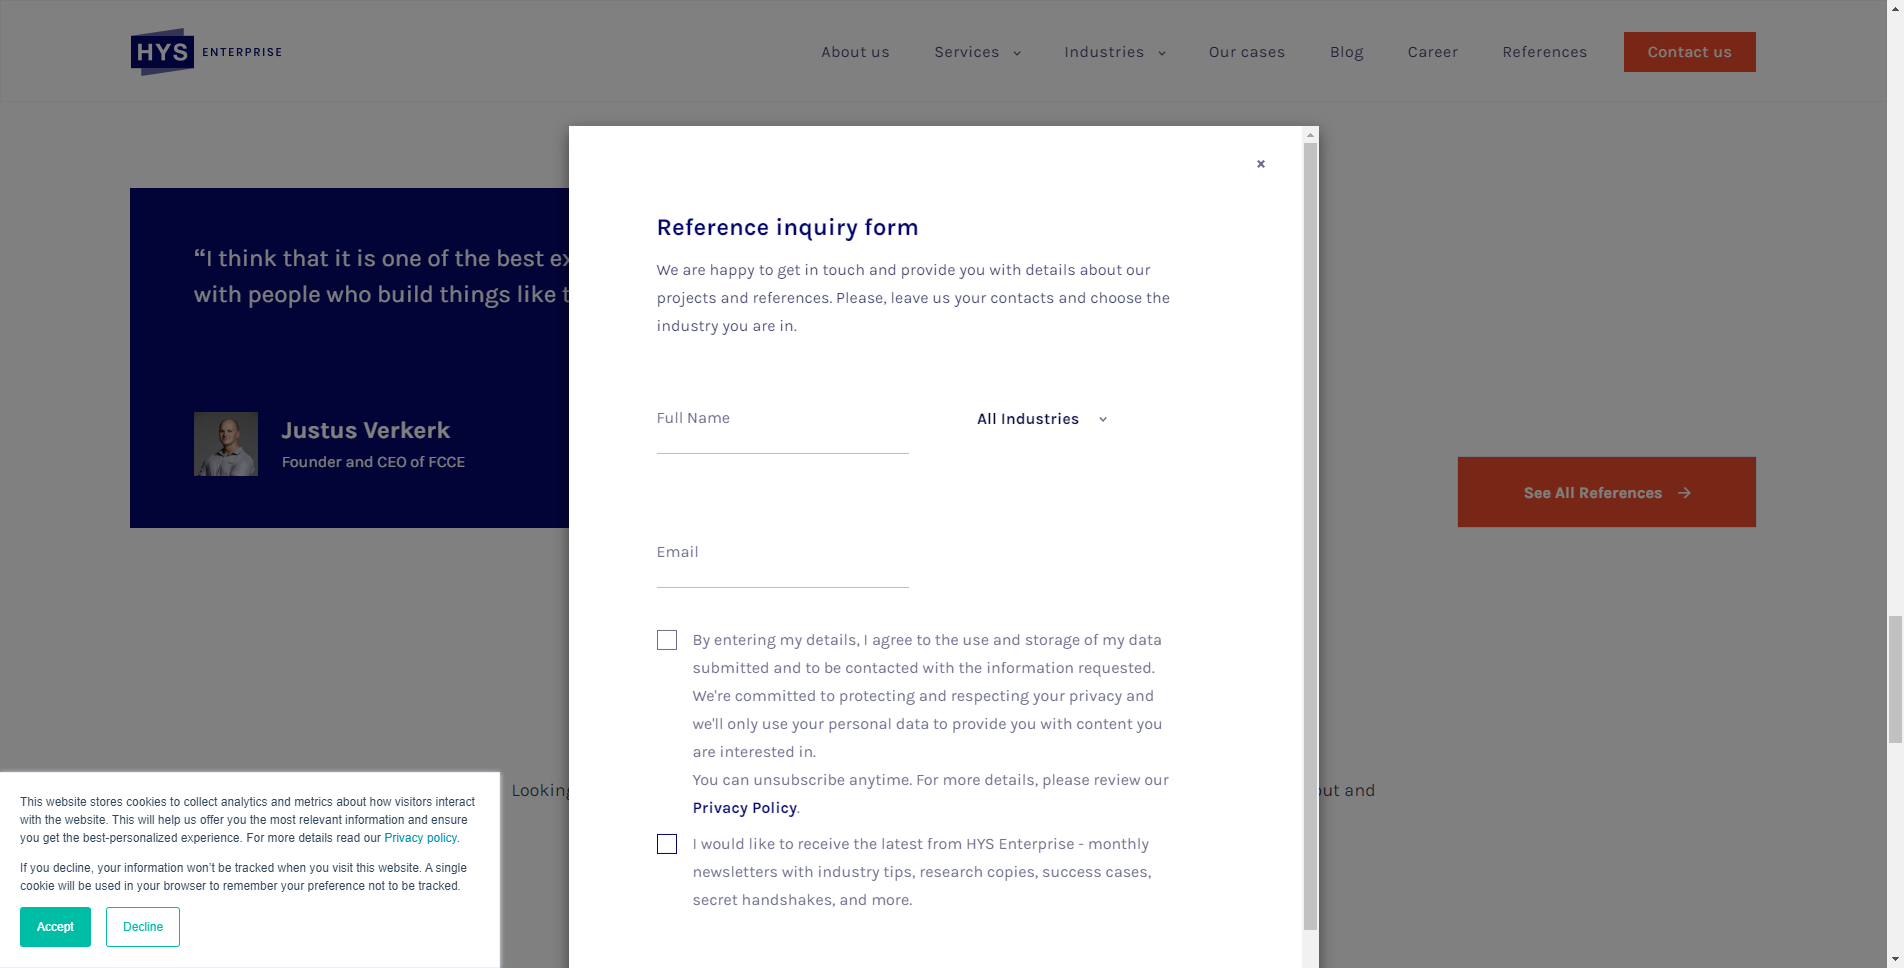 HYS ENTERPRISE
About us
Services
Industries
Our cases
Blog
Career
References
Contact us
“I think that it is one of the best ex
with people who build things like t
Justus Verkerk
Founder and CEO of FCCE
×
Reference inquiry form
We are happy to get in touch and provide you with details about our
projects and references. Please, leave us your contacts and choose the
industry you are in.
Full Name
All Industries
Email
By entering my details, I agree to the use and storage of my data
submitted and to be contacted with the information requested.
We're committed to protecting and respecting your privacy and
we'll only use your personal data to provide you with content you
are interested in.
You can unsubscribe anytime. For more details, please review our
Privacy Policy.
I would like to receive the latest from HYS Enterprise - monthly
newsletters with industry tips, research copies, success cases,
secret handshakes, and more.
See All References →
Looking
out and
This website stores cookies to collect analytics and metrics about how visitors interact
with the website. This will help us offer you the most relevant information and ensure
you get the best-personalized experience. For more details read our Privacy policy.
If you decline, your information won't be tracked when you visit this website. A single
cookie will be used in your browser to remember your preference not to be tracked.
Accept
Decline